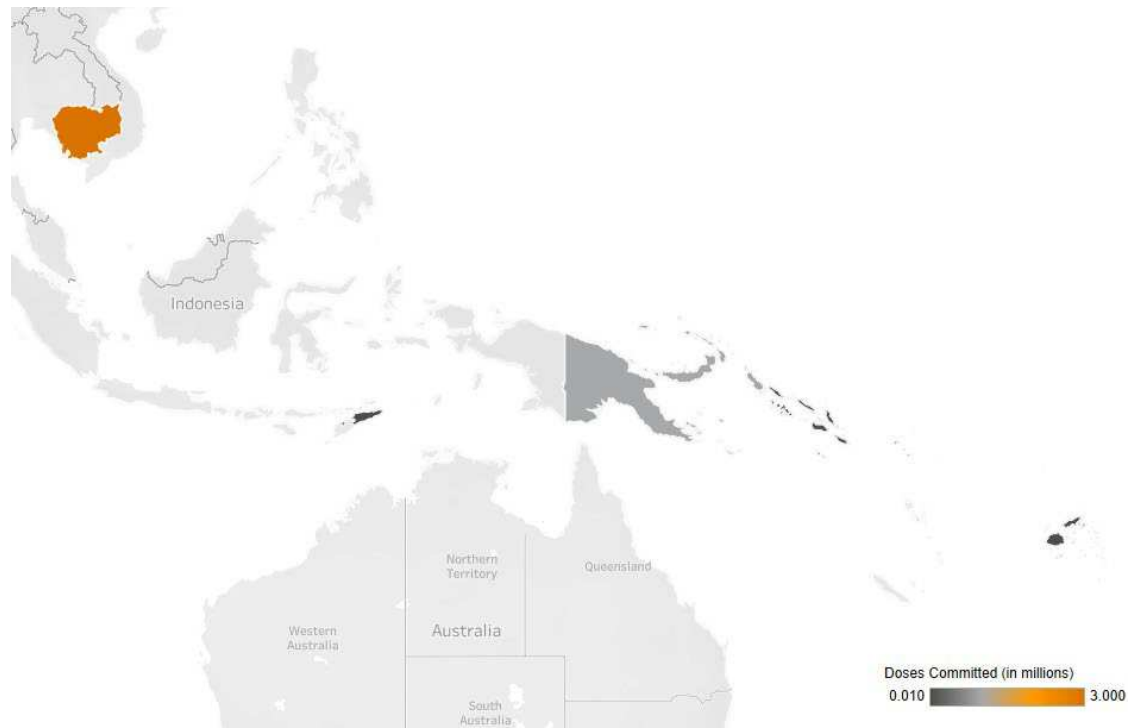 Indonesia
Northern
Territory
Queensland
Western
Australia
Australia
South
Australia
Doses Committed (in millions)
0.010 3.000